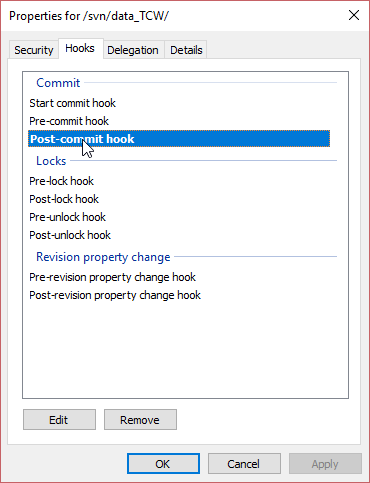 Properties for /svn/data_TCW/
Security Hooks Delegation Details
Commit
Start commit hook
Pre-commit hook
Post-commit hook
Locks
Pre-lock hook
Post-lock hook
Pre-unlock hook
Post-unlock hook
Revision property change
Pre-revision property change hook
Post-revision property change hook
Edit Remove
OK Cancel Apply